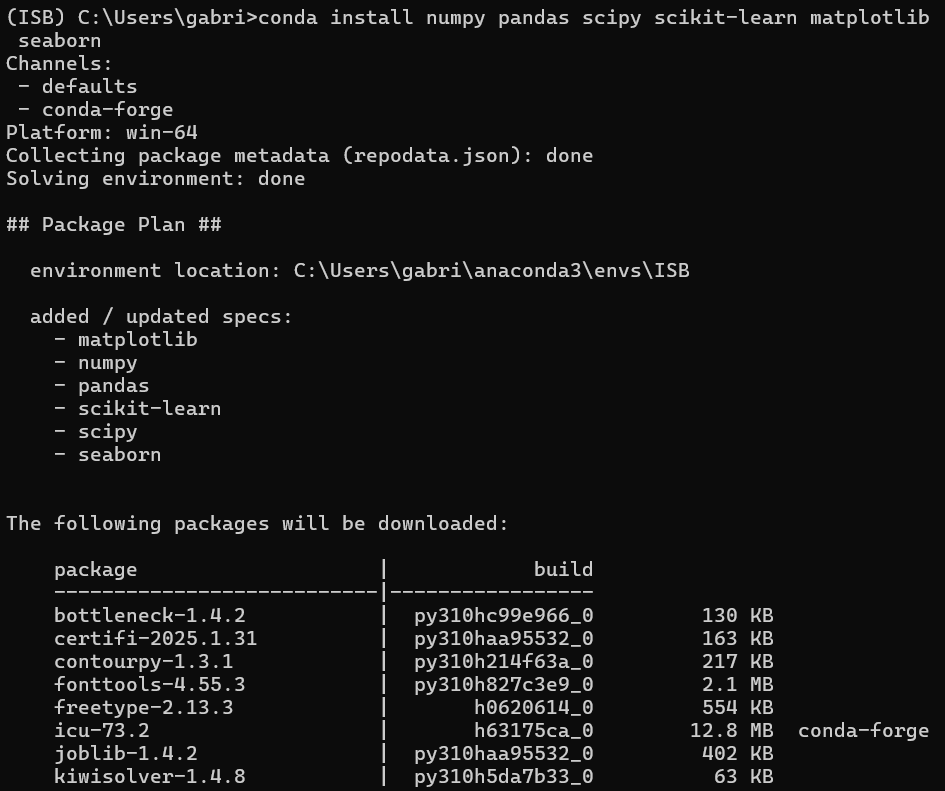 (ISB) C:\Users\gabri>conda install numpy pandas scipy scikit-learn matplotlib
 seaborn
Channels:
 - defaults
 - conda-forge
Platform: win-64
Collecting package metadata (repodata.json): done
Solving environment: done

## Package Plan ##

  environment location: C:\Users\gabri\anaconda3\envs\ISB

  added / updated specs:
    - matplotlib
    - numpy
    - pandas
    - scikit-learn
    - scipy
    - seaborn


The following packages will be downloaded:

    package                    |            build
    ---------------------------|-----------------
    bottleneck-1.4.2           |  py310hc99e966_0         130 KB
    certifi-2025.1.31          |  py310haa95532_0         163 KB
    contourpy-1.3.1            |  py310h214f63a_0         217 KB
    fonttools-4.55.3           |  py310h827c3e9_0         2.1 MB
    freetype-2.13.3            |       h0620614_0         554 KB
    icu-73.2                   |       h63175ca_0        12.8 MB  conda-forge
    joblib-1.4.2               |  py310haa95532_0         402 KB
    kiwisolver-1.4.8           |  py310h5da7b33_0          63 KB